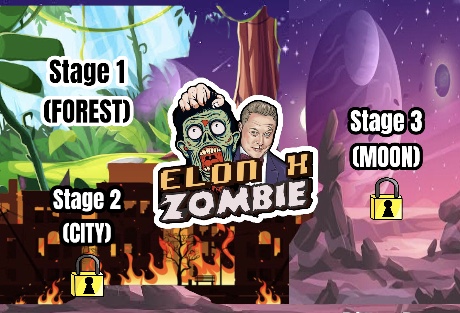 Stage 1
(FOREST)
Stage 2
(CITY)
Stage 3
(MOON)
ELON X
ZOMBIE